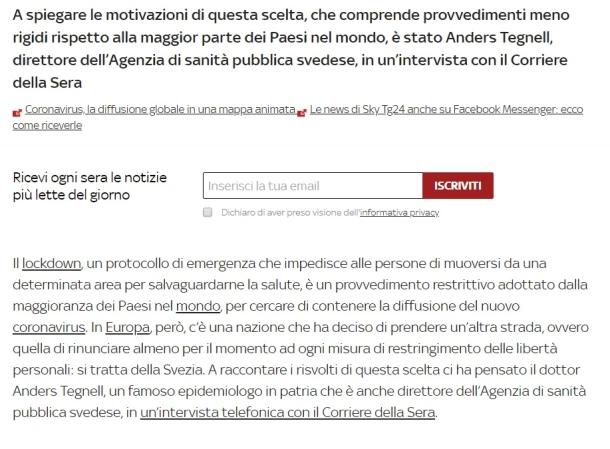 A spiegare le motivazioni di questa scelta, che comprende provvedimenti meno
rigidi rispetto alla maggior parte dei Paesi nel mondo, è stato Anders Tegnell,
direttore dell'Agenzia di sanità pubblica svedese, in un'intervista con il Corriere
della Sera
Coronavirus, la diffusione globale in una mappa animata Le news di Sky Tg24 anche su Facebook Messenger: ecco
come riceverle
Ricevi ogni sera le notizie
più lette del giorno
Inserisci la tua email
ISCRIVITI
Dichiaro di aver preso visione dell'informativa privacy
Il lockdown, un protocollo di emergenza che impedisce alle persone di muoversi da una
determinata area per salvaguardarne la salute, è un provvedimento restrittivo adottato dalla
maggioranza dei Paesi nel mondo, per cercare di contenere la diffusione del nuovo
coronavirus. In Europa, però, c'è una nazione che ha deciso di prendere un'altra strada, ovvero
quella di rinunciare almeno per il momento ad ogni misura di restringimento delle libertà
personali: si tratta della Svezia. A raccontare i risvolti di questa scelta ci ha pensato il dottor
Anders Tegnell, un famoso epidemiologo in patria che è anche direttore dell'Agenzia di sanità
pubblica svedese, in un'intervista telefonica con il Corriere della Sera.